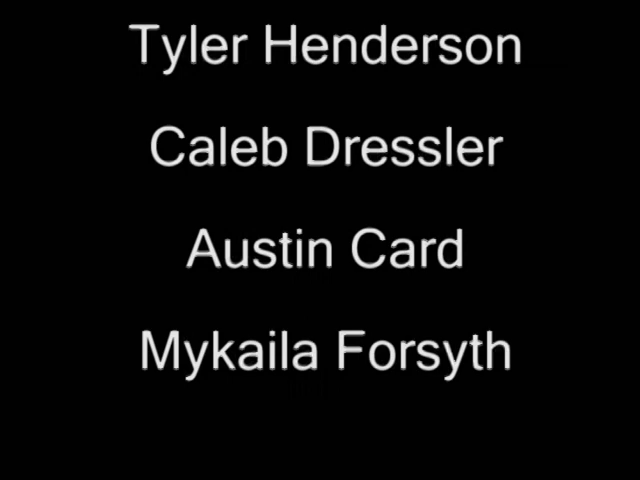 Tyler Henderson
Caleb Dressler
Austin Card
Mykaila Forsyth